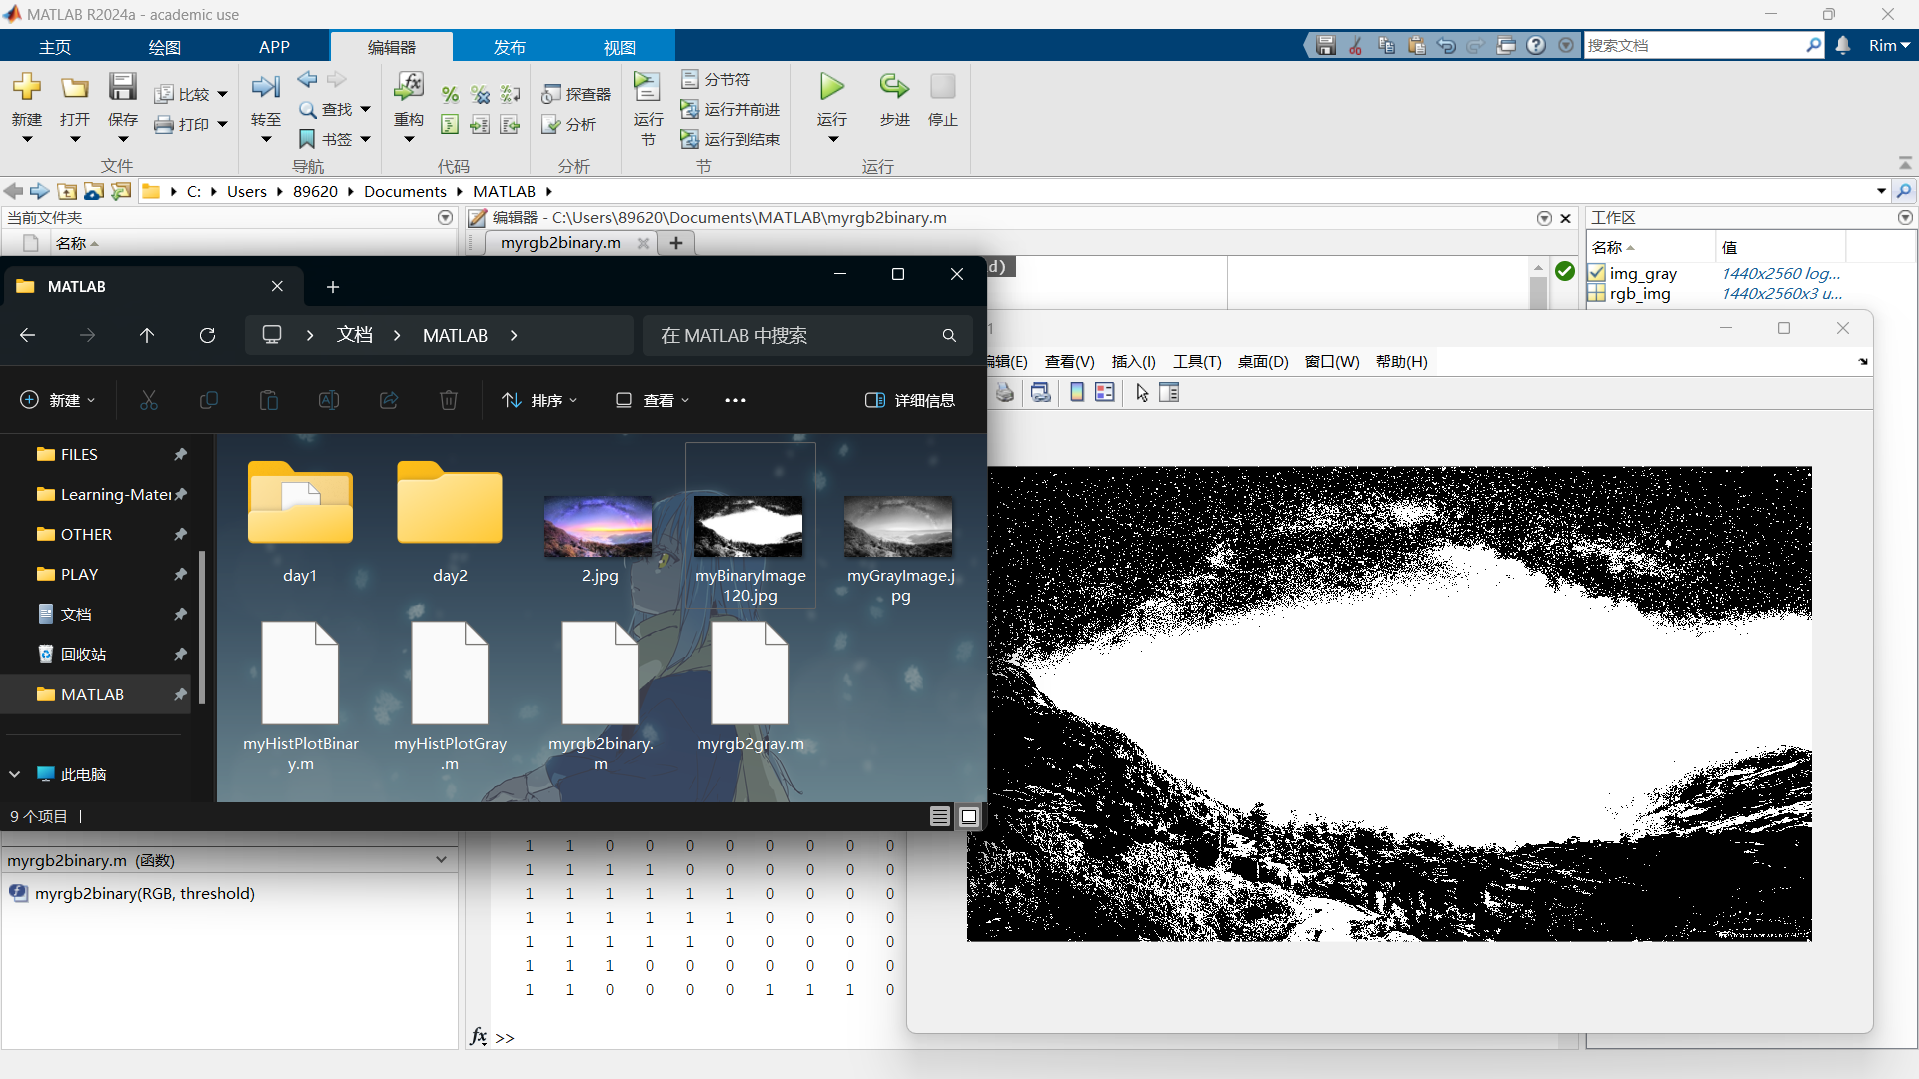 MATLAB R2024a - academic use
主页 绘图 APP 编辑器 发布 视图
搜索文档
Rim
新建 打开 保存 比较 打印
文件
转至 查找 书签
导航
重构
代码
探查器
分析
分析
运行
节
分节符
运行并前进
运行到结束
节
运行 步进 停止
运行
C: Users 89620 Documents MATLAB
当前文件夹
名称
编辑器 - C:\Users\89620\Documents\MATLAB\myrgb2binary.m
myrgb2binary.m
d)
工作区
名称 值
img_gray 1440x2560 log...
rgb_img 1440x2560x3 u...
MATLAB
文档 MATLAB
在 MATLAB 中搜索
新建 排序 查看 详细信息
FILES
Learning-Mater
OTHER
PLAY
文档
回收站
MATLAB
此电脑
day1
day2
2.jpg
myBinaryImage
120.jpg
myGrayImage.j
pg
myHistPlotBinar
y.m
myHistPlotGray
.m
myrgb2binary.
m
myrgb2gray.m
9 个项目
1
编辑(E) 查看(V) 插入(I) 工具(T) 桌面(D) 窗口(W) 帮助(H)
myrgb2binary.m (函数)
myrgb2binary(RGB, threshold)
1 1 0 0 0 0 0 0 0 0
1 1 1 1 0 0 0 0 0 0
1 1 1 1 1 1 0 0 0 0
1 1 1 1 1 1 0 0 0 0
1 1 1 1 1 0 0 0 0 0
1 1 1 0 0 0 0 0 0 0
1 1 0 0 0 0 1 1 1 0
fx >>